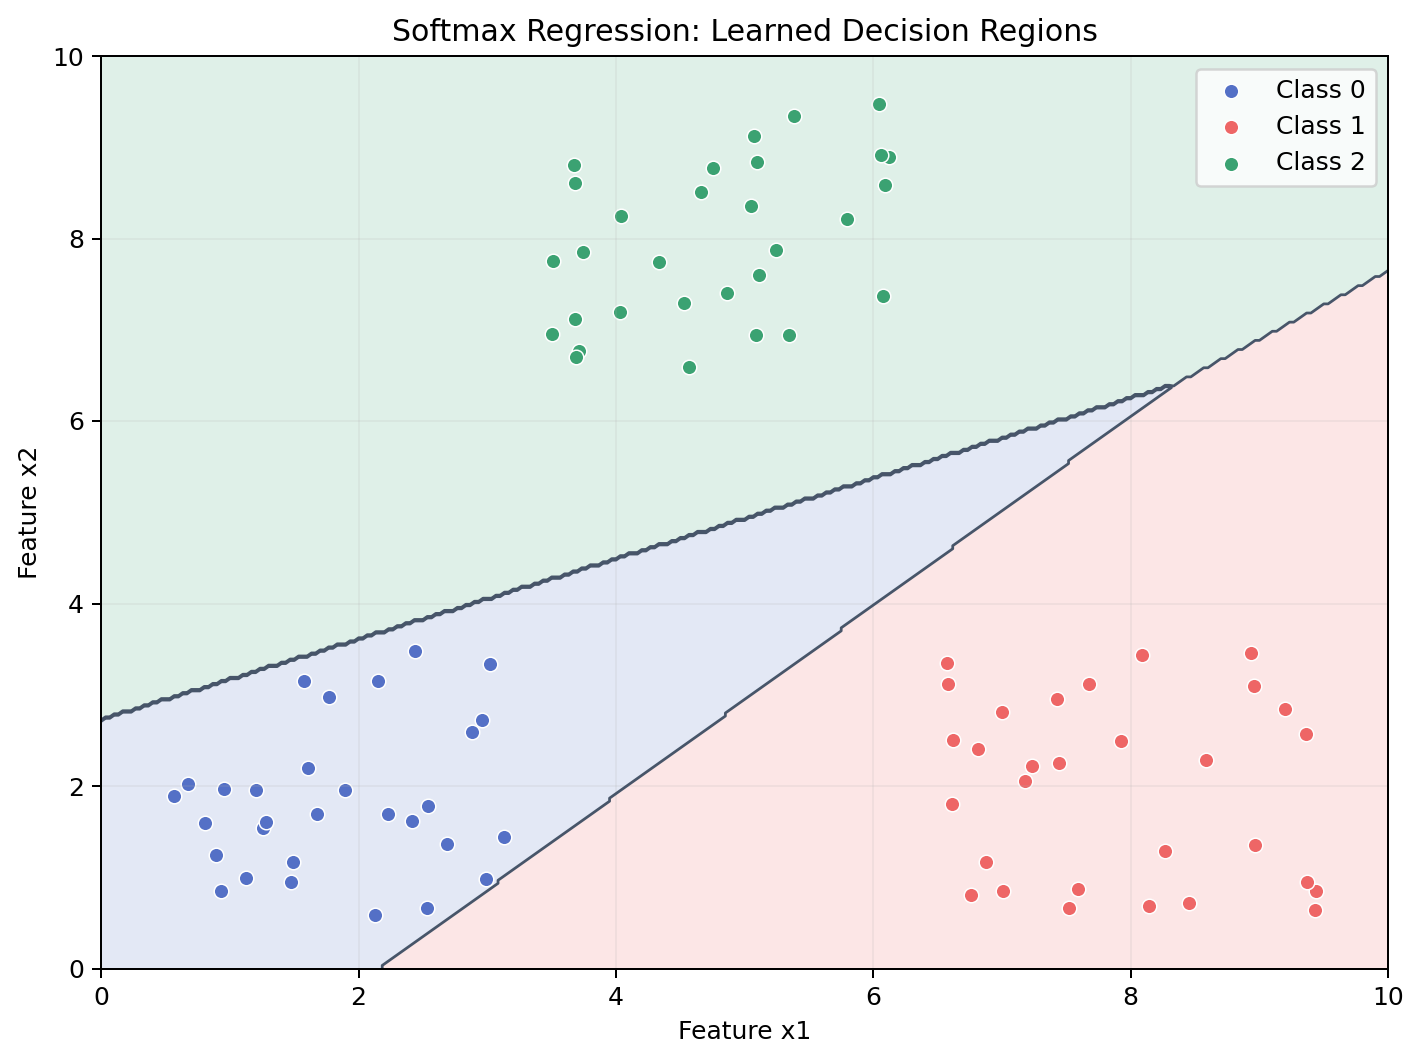 Softmax Regression: Learned Decision Regions
Class 0
Class 1
Class 2
Feature x2
10
8
6
4
2
0
0 2 4 6 8 10
Feature x1